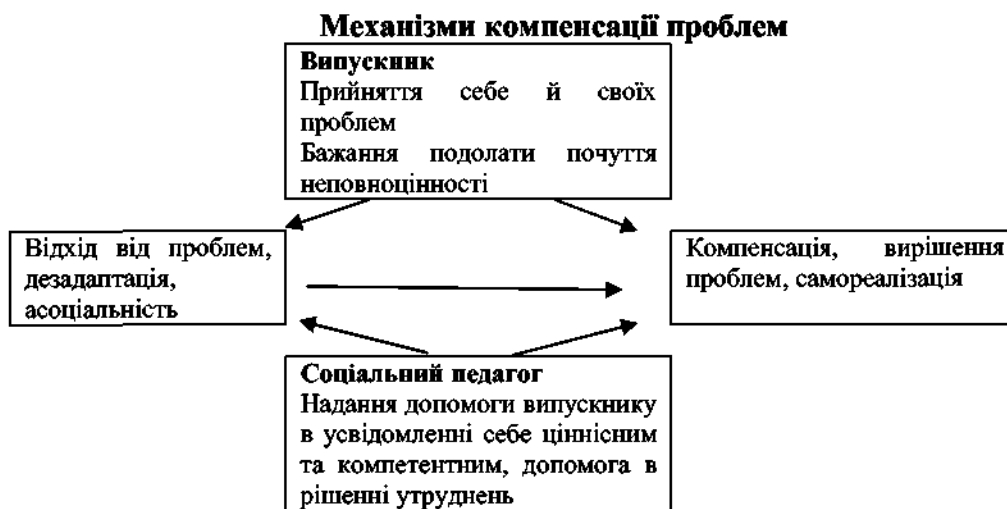 Механізми компенсації проблем
Випускник
Прийняття себе й своїх
проблем
Бажання подолати почуття
неповноцінності
Відхід від проблем,
дезадаптація,
асоціальність
Компенсація, вирішення
проблем, самореалізація
Соціальний педагог
Надання допомоги випускнику
в усвідомленні себе ціннісним
та компетентним, допомога в
рішенні утруднень